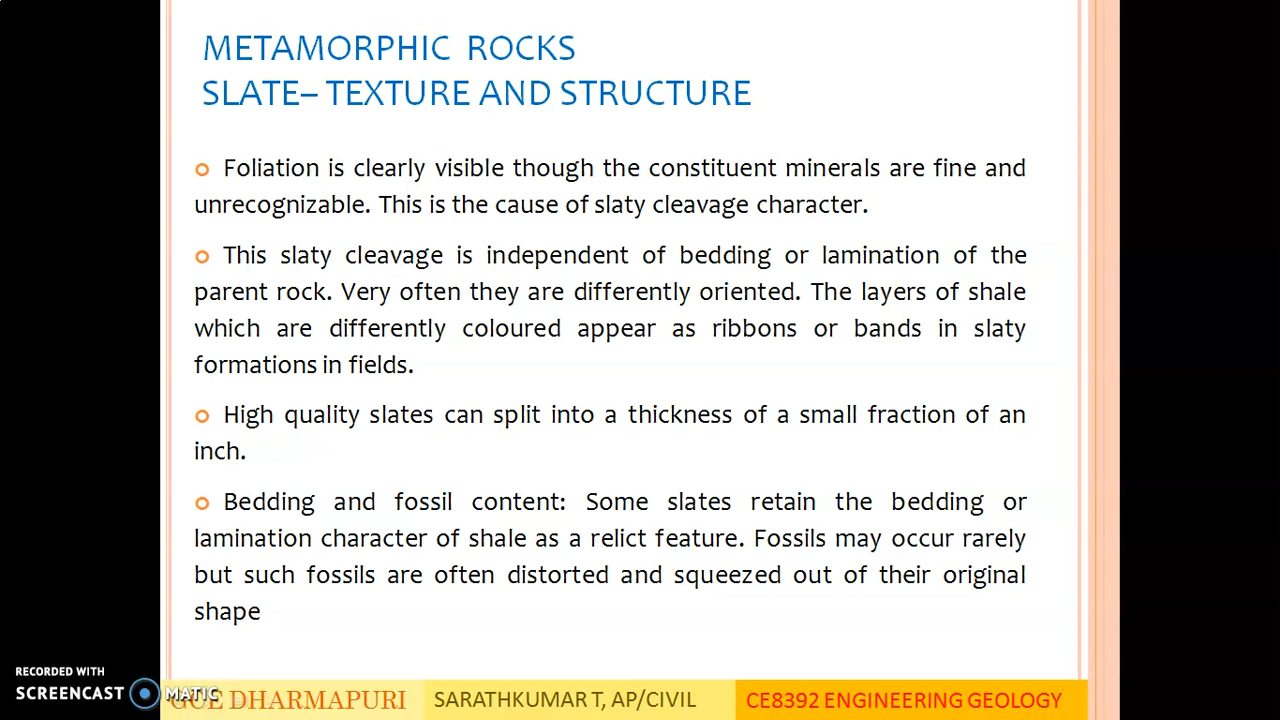 METAMORPHIC ROCKS
SLATE– TEXTURE AND STRUCTURE
Foliation is clearly visible though the constituent minerals are fine and
unrecognizable. This is the cause of slaty cleavage character.
This slaty cleavage is independent of bedding or lamination of the
parent rock. Very often they are differently oriented. The layers of shale
which are differently coloured appear as ribbons or bands in slaty
formations in fields.
High quality slates can split into a thickness of a small fraction of an
inch.
Bedding and fossil content: Some slates retain the bedding or
lamination character of shale as a relict feature. Fossils may occur rarely
but such fossils are often distorted and squeezed out of their original
shape
RECORDED WITH
SCREENCAST MATIC
GCE DHARMAPURI SARATHKUMAR T, AP/CIVIL CE8392 ENGINEERING GEOLOGY